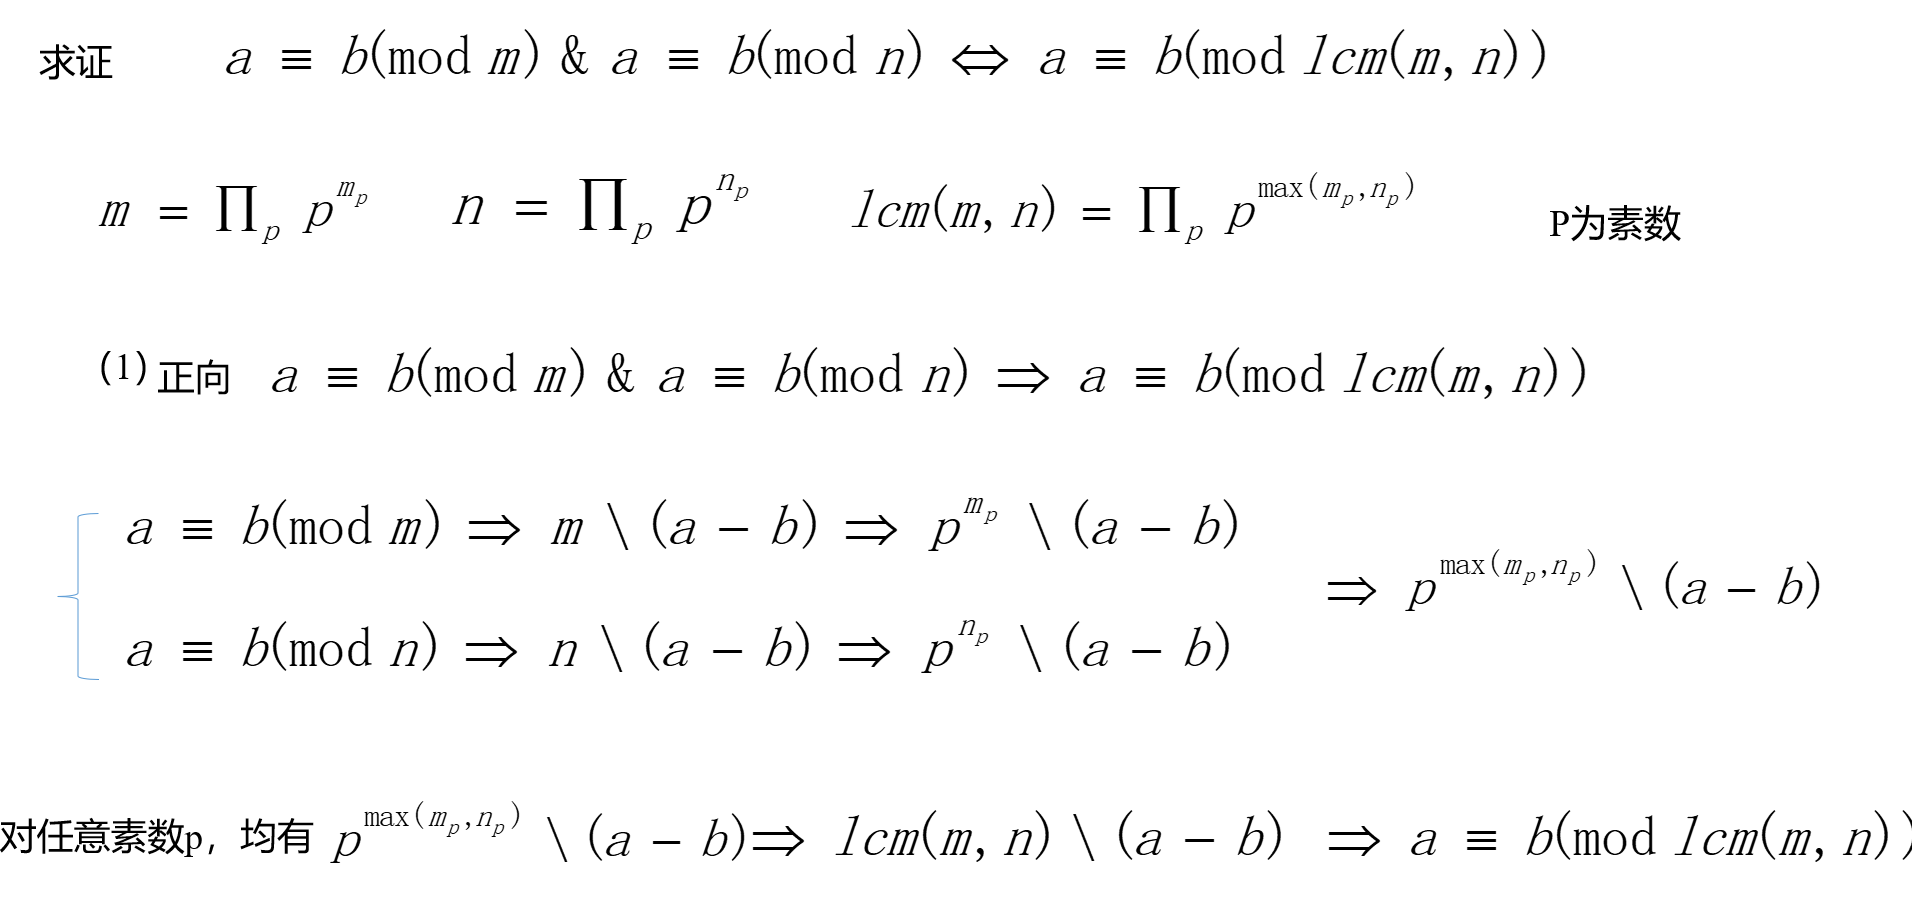 求证 a ≡ b(mod m) & a ≡ b(mod n) ⇔ a ≡ b(mod lcm(m, n))
m = ∏_p p^{m_p} n = ∏_p p^{n_p} lcm(m, n) = ∏_p p^{max(m_p,n_p)} P为素数
(1) 正向 a ≡ b(mod m) & a ≡ b(mod n) ⇒ a ≡ b(mod lcm(m, n))
a ≡ b(mod m) ⇒ m \ (a − b) ⇒ p^{m_p} \ (a − b)
⇒ p^{max(m_p,n_p)} \ (a − b)
a ≡ b(mod n) ⇒ n \ (a − b) ⇒ p^{n_p} \ (a − b)
对任意素数p，均有 p^{max(m_p,n_p)} \ (a − b) ⇒ lcm(m, n) \ (a − b) ⇒ a ≡ b(mod lcm(m, n))